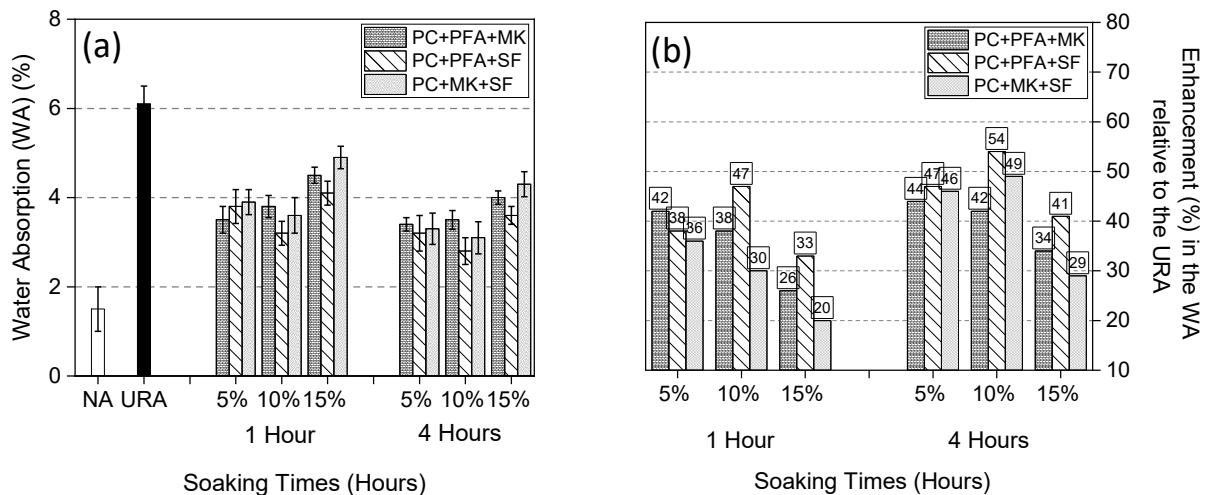 (a)
PC+PFA+MK
PC+PFA+SF
PC+MK+SF
Water Absorption (WA) (%)
8
6
4
2
0
NA URA 5% 10% 15% 5% 10% 15%
1 Hour 4 Hours
Soaking Times (Hours)
(b)
PC+PFA+MK
PC+PFA+SF
PC+MK+SF
42 38 36 38 47 30 26 33 20 44 47 46 42 54 49 34 41 29
80
70
60
50
40
30
20
10
Enhancement (%) in the WA
relative to the URA
5% 10% 15% 5% 10% 15%
1 Hour 4 Hours
Soaking Times (Hours)